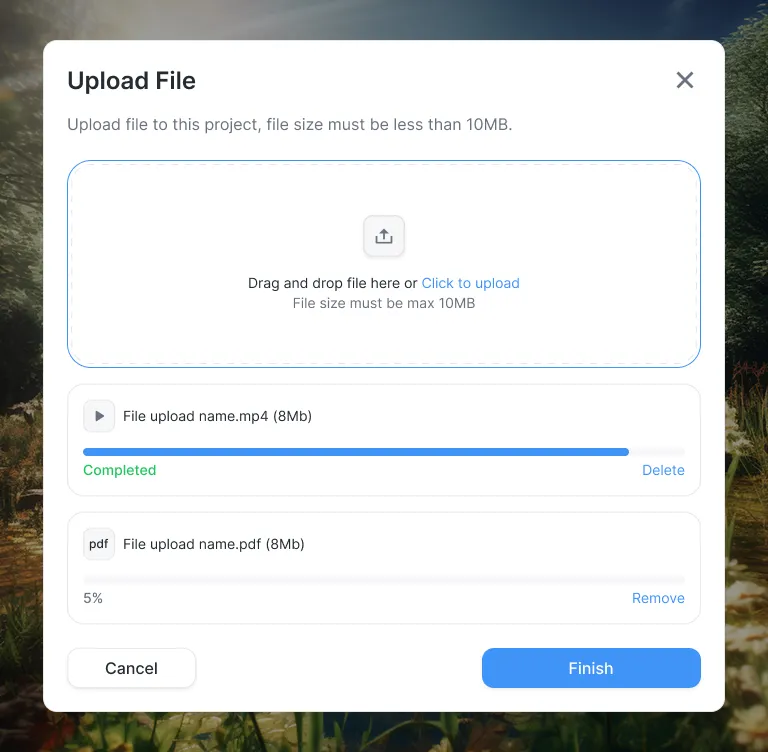 Upload File
Upload file to this project, file size must be less than 10MB.
Drag and drop file here or Click to upload
File size must be max 10MB
File upload name.mp4 (8Mb)
Completed
Delete
pdf
File upload name.pdf (8Mb)
5%
Remove
Cancel
Finish